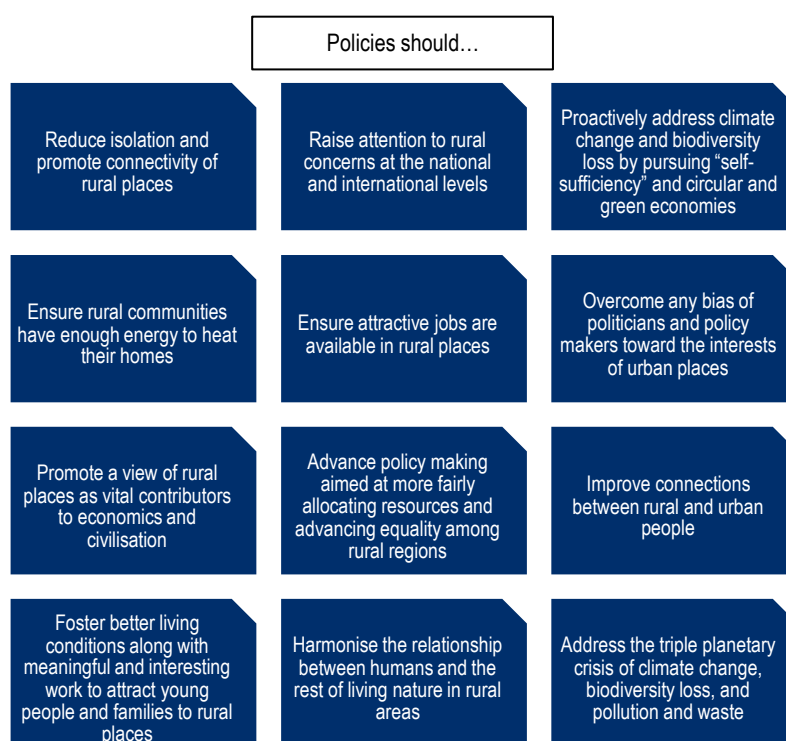 Policies should…
Reduce isolation and
promote connectivity of
rural places
Raise attention to rural
concerns at the national
and international levels
Proactively address climate
change and biodiversity
loss by pursuing “self-
sufficiency” and circular and
green economies
Ensure rural communities
have enough energy to heat
their homes
Ensure attractive jobs are
available in rural places
Overcome any bias of
politicians and policy
makers toward the interests
of urban places
Promote a view of rural
places as vital contributors
to economics and
civilisation
Advance policy making
aimed at more fairly
allocating resources and
advancing equality among
rural regions
Improve connections
between rural and urban
people
Foster better living
conditions along with
meaningful and interesting
work to attract young
people and families to rural
places
Harmonise the relationship
between humans and the
rest of living nature in rural
areas
Address the triple planetary
crisis of climate change,
biodiversity loss, and
pollution and waste